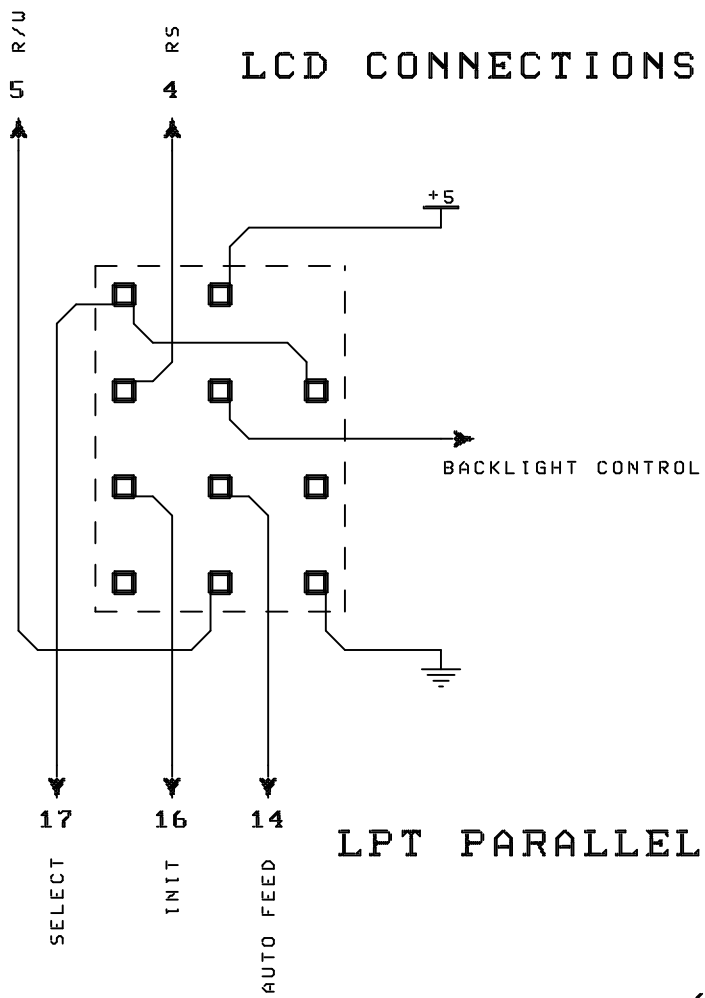 R/W
RS
LCD CONNECTIONS
5
4
+5
BACKLIGHT CONTROL
17
16
14
LPT PARALLEL
SELECT
INIT
AUTO FEED